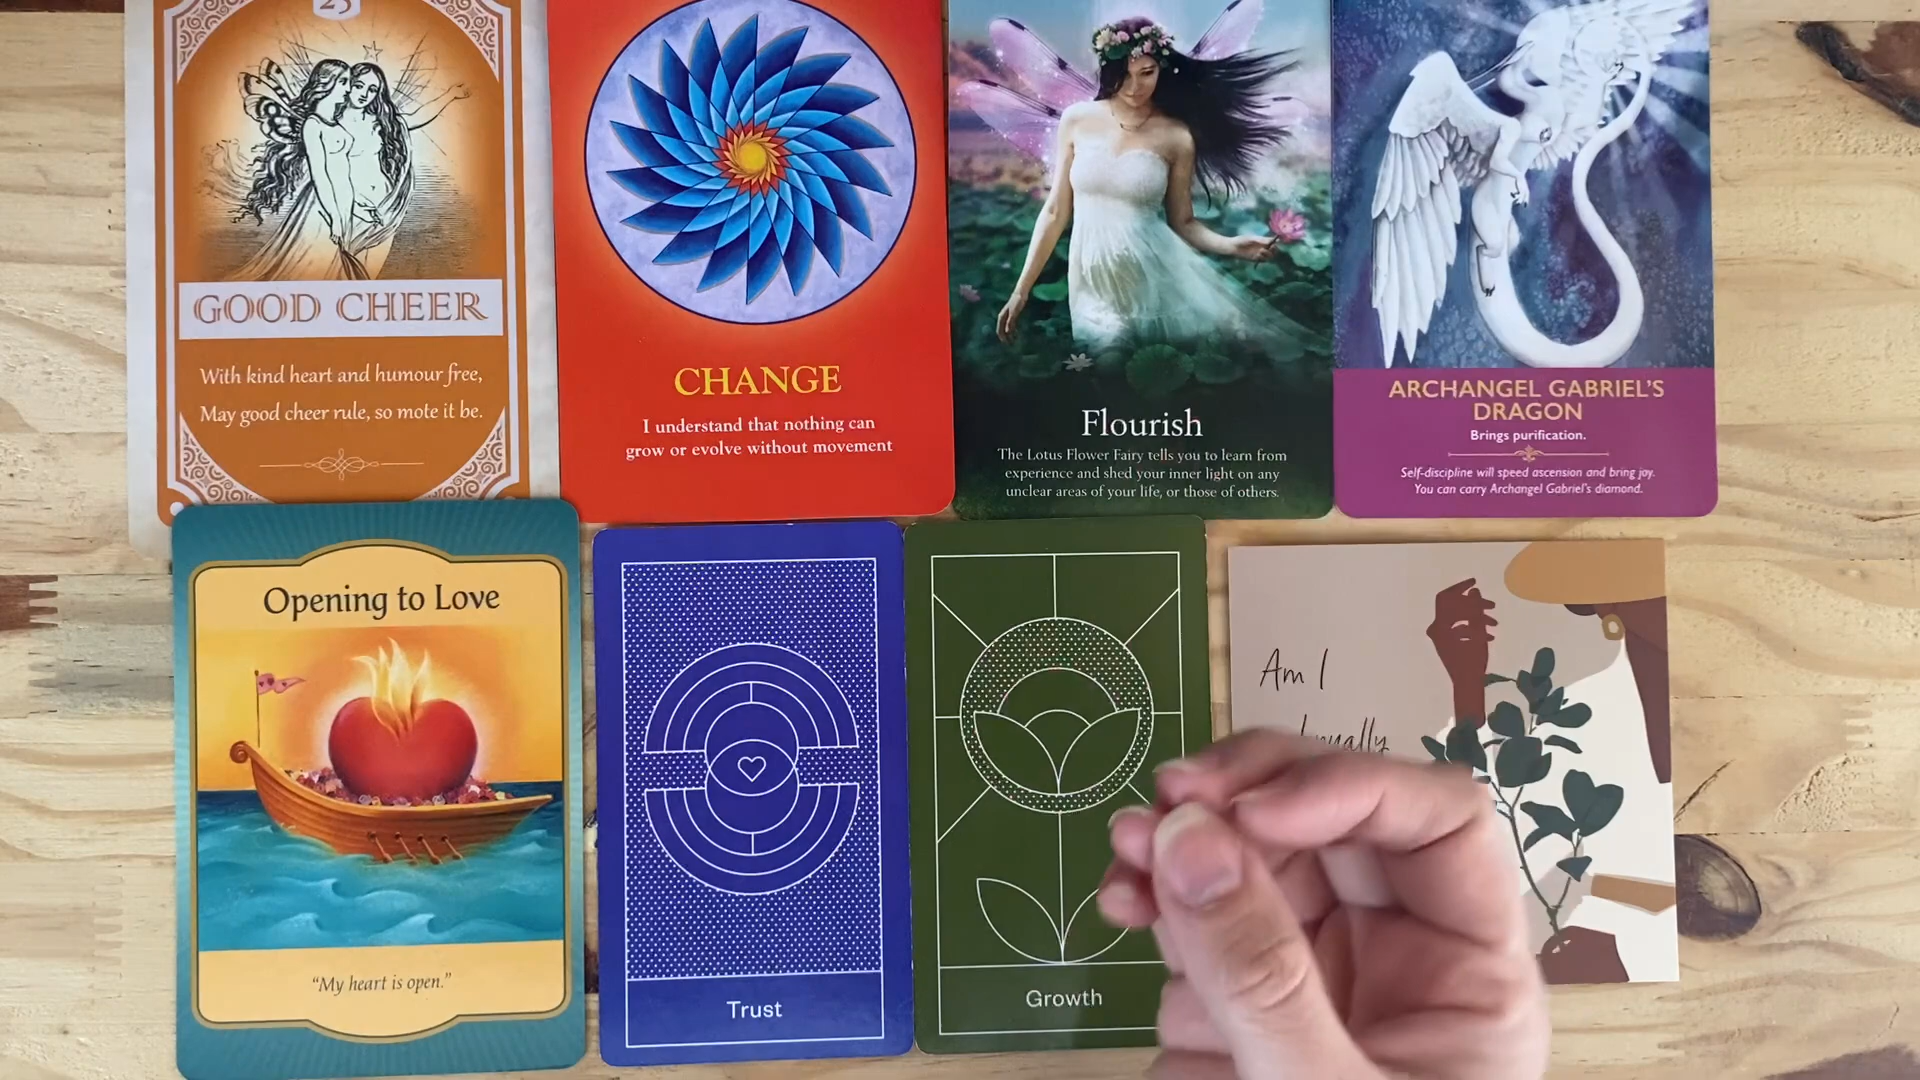 25
GOOD CHEER
With kind heart and humour free,
May good cheer rule, so mote it be.
CHANGE
I understand that nothing can
grow or evolve without movement
Flourish
The Lotus Flower Fairy tells you to learn from
experience and shed your inner light on any
unclear areas of your life, or those of others.
ARCHANGEL GABRIEL'S
DRAGON
Brings purification.
Self-discipline will speed ascension and bring joy.
You can carry Archangel Gabriel's diamond.
Opening to Love
"My heart is open."
Trust
Growth
Am I